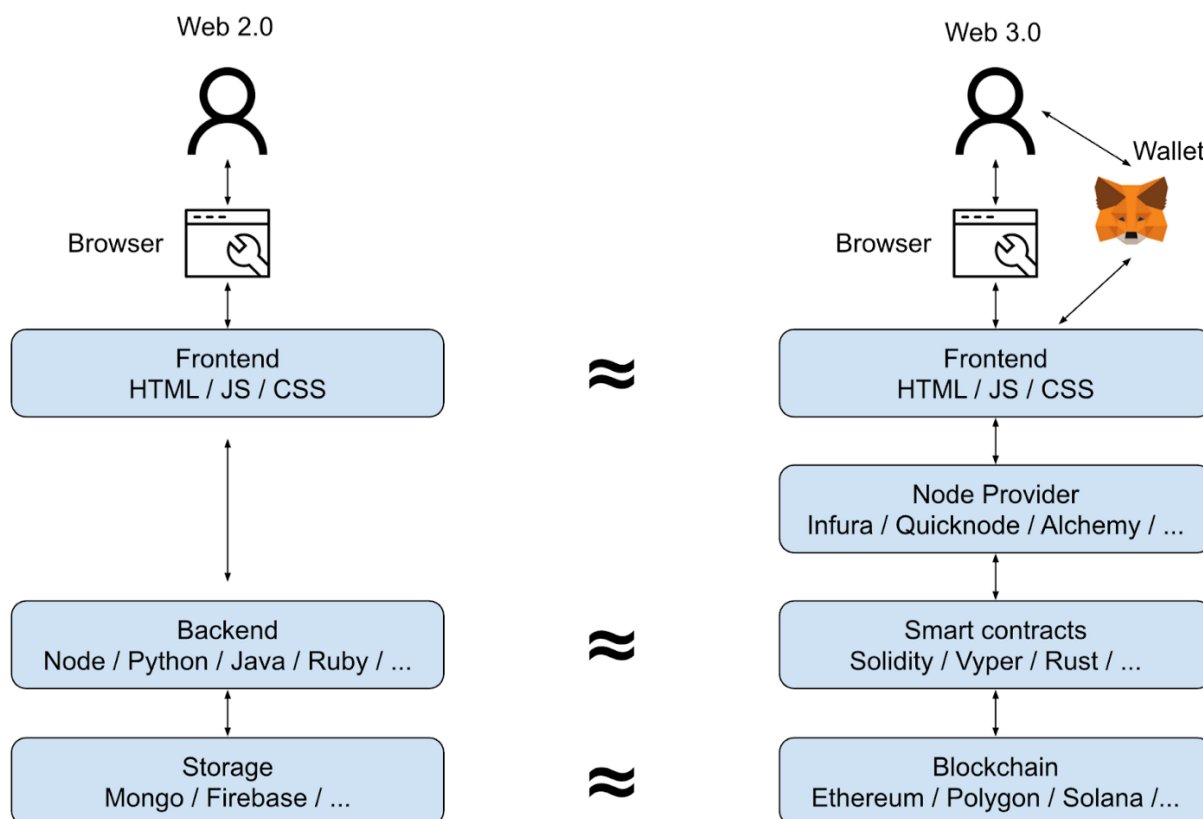 Web 2.0
Web 3.0
Wallet
Browser
Browser
Frontend
HTML / JS / CSS
Frontend
HTML / JS / CSS
Node Provider
Infura / Quicknode / Alchemy / ...
Backend
Node / Python / Java / Ruby / ...
Smart contracts
Solidity / Vyper / Rust / ...
Storage
Mongo / Firebase / ...
Blockchain
Ethereum / Polygon / Solana /...